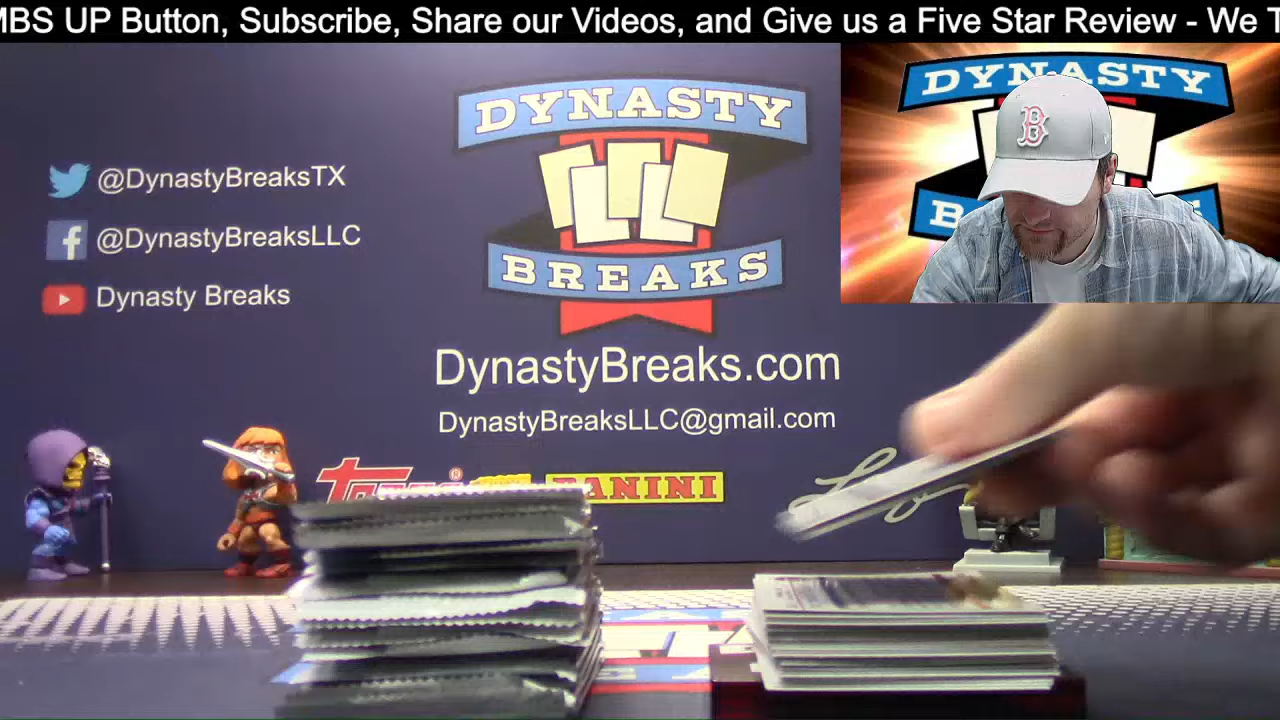 MBS UP Button, Subscribe, Share our Videos, and Give us a Five Star Review - We T
DYNASTY
BREAKS
@DynastyBreaksTX
@DynastyBreaksLLC
Dynasty Breaks
DynastyBreaks.com
DynastyBreaksLLC@gmail.com
PANINI
DYNASTY
B
B